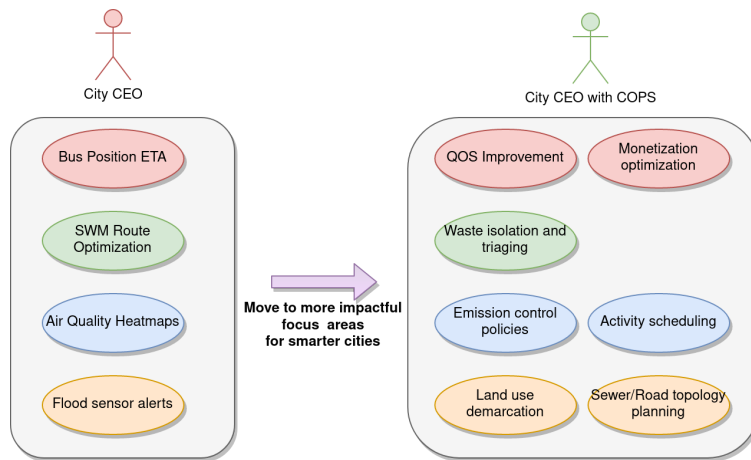 City CEO
City CEO with COPS
Bus Position ETA
SWM Route
Optimization
Air Quality Heatmaps
Flood sensor alerts
Move to more impactful
focus areas
for smarter cities
QOS Improvement
Monetization
optimization
Waste isolation and
triaging
Emission control
policies
Activity scheduling
Land use
demarcation
Sewer/Road topology
planning